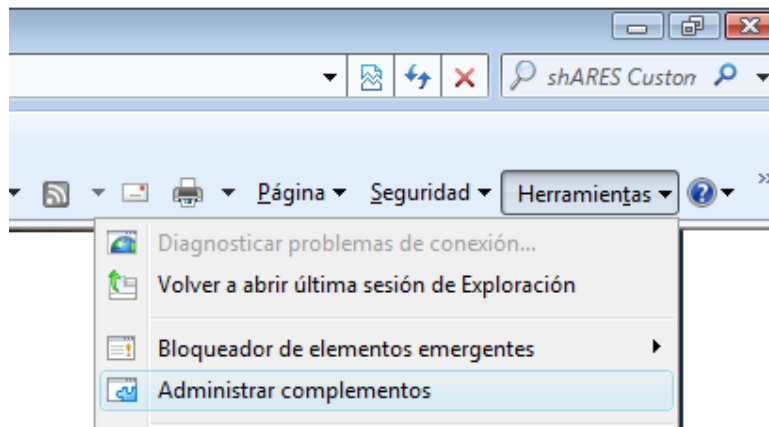 shARES Custon
Página Seguridad Herramientas
Diagnosticar problemas de conexión...
Volver a abrir última sesión de Exploración
Bloqueador de elementos emergentes
Administrar complementos